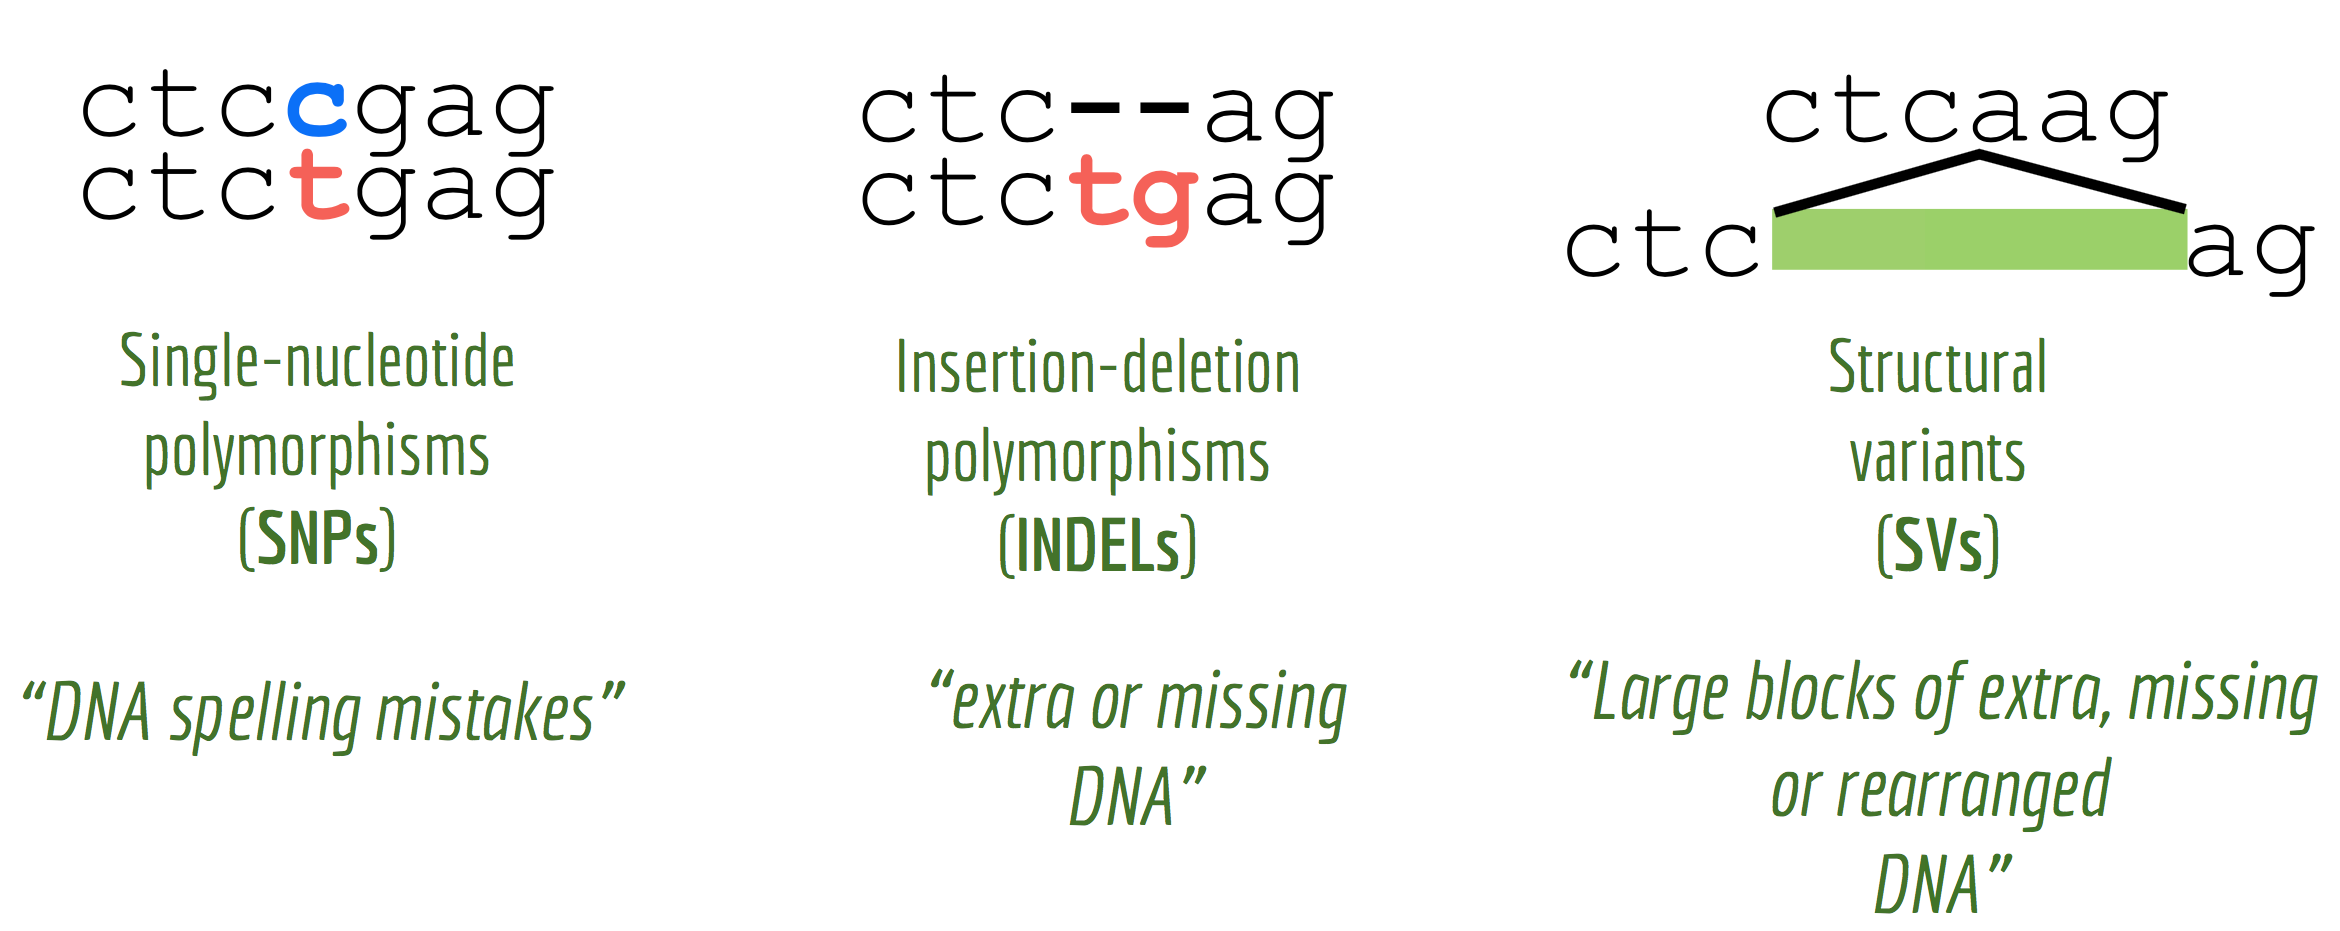 ctccgag
ctctgag
Single-nucleotide
polymorphisms
(SNPs)
“DNA spelling mistakes”
ctc--ag
ctctgag
Insertion-deletion
polymorphisms
(INDELs)
“extra or missing
DNA”
ctcaag
ctc ag
Structural
variants
(SVs)
“Large blocks of extra, missing
or rearranged
DNA”